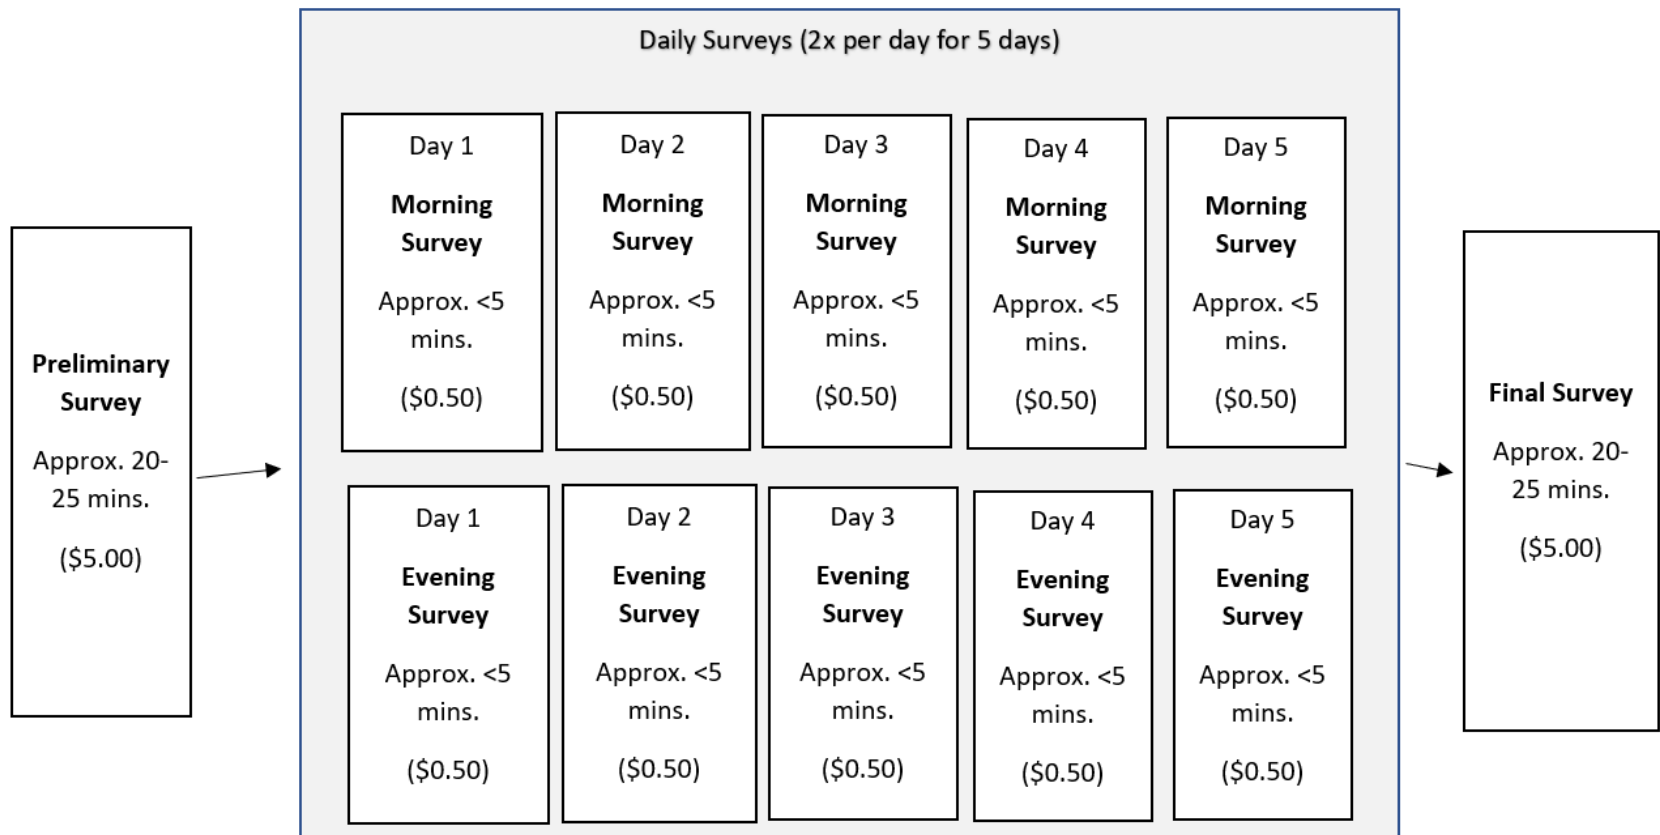 Daily Surveys (2x per day for 5 days)
Preliminary
Survey
Approx. 20-
25 mins.
($5.00)
Day 1
Morning
Survey
Approx. <5
mins.
($0.50)
Day 2
Morning
Survey
Approx. <5
mins.
($0.50)
Day 3
Morning
Survey
Approx. <5
mins.
($0.50)
Day 4
Morning
Survey
Approx. <5
mins.
($0.50)
Day 5
Morning
Survey
Approx. <5
mins.
($0.50)
Day 1
Evening
Survey
Approx. <5
mins.
($0.50)
Day 2
Evening
Survey
Approx. <5
mins.
($0.50)
Day 3
Evening
Survey
Approx. <5
mins.
($0.50)
Day 4
Evening
Survey
Approx. <5
mins.
($0.50)
Day 5
Evening
Survey
Approx. <5
mins.
($0.50)
Final Survey
Approx. 20-
25 mins.
($5.00)